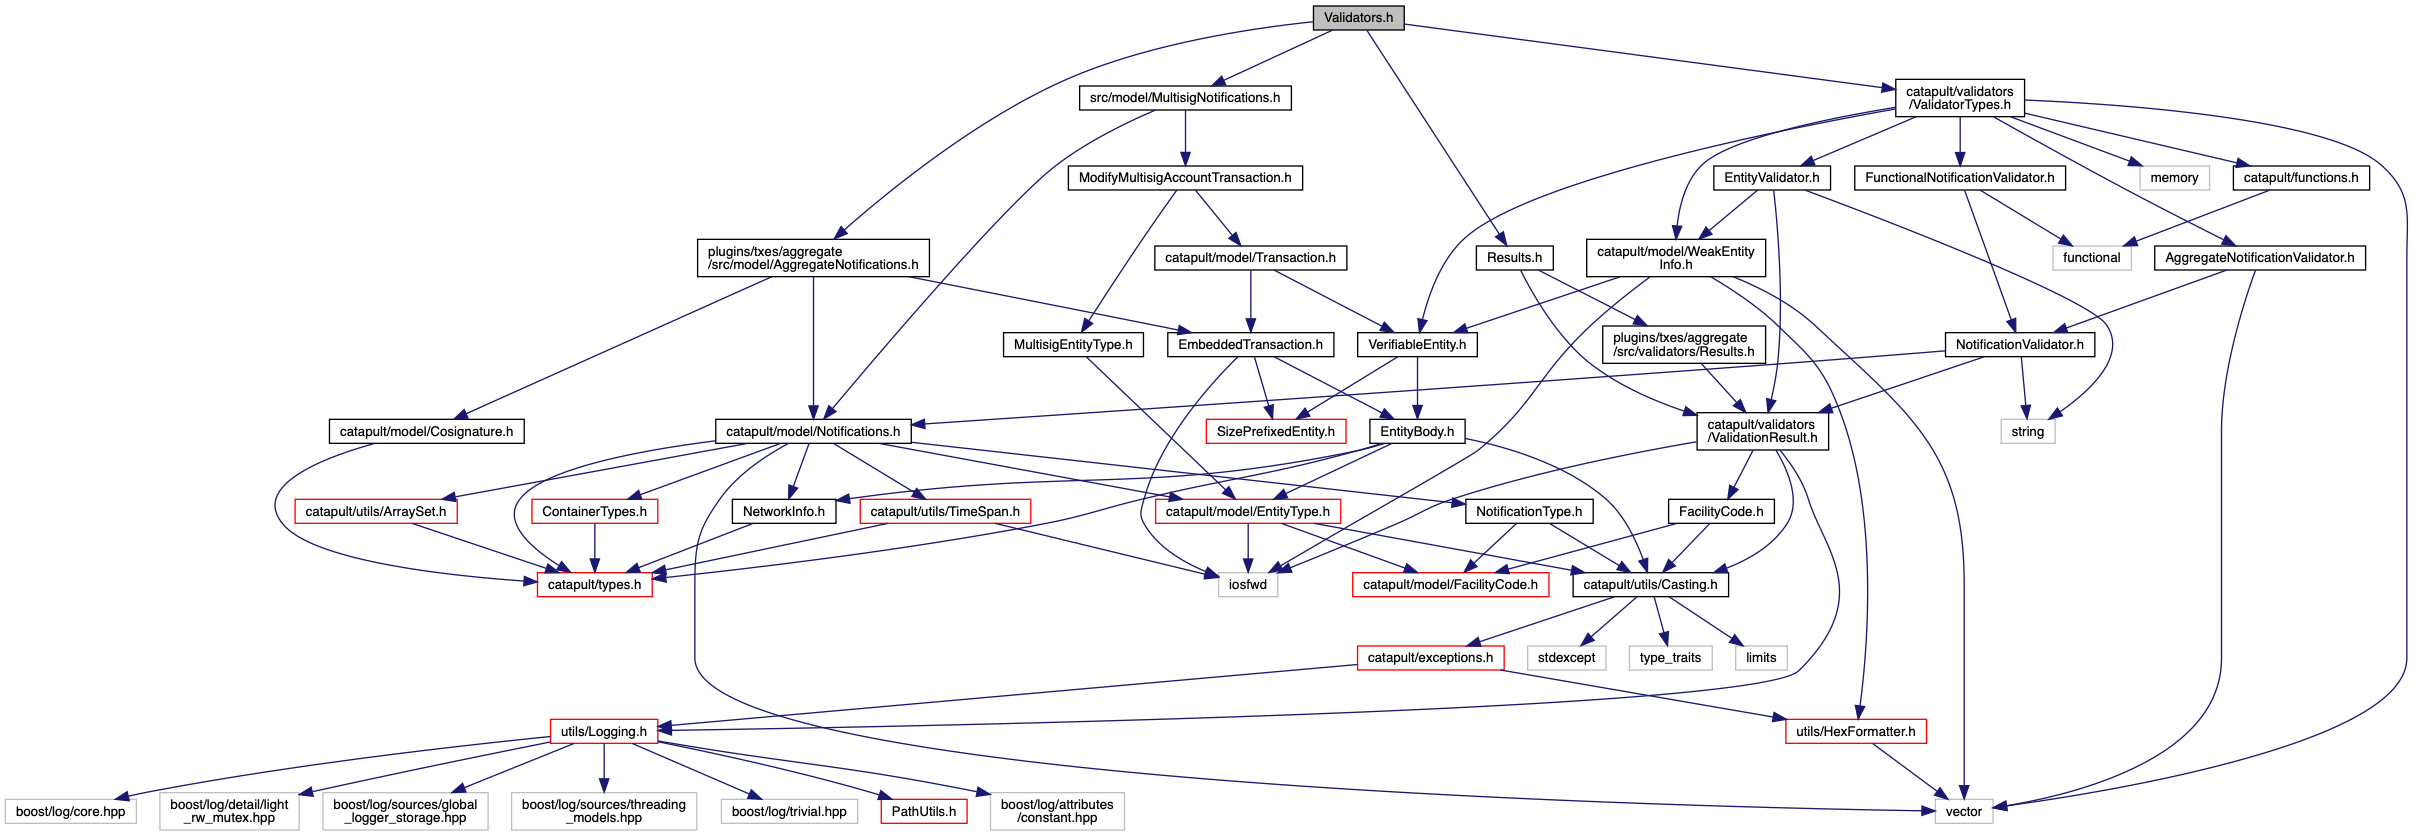 Validators.h
src/model/MultisigNotifications.h
catapult/validators
/ValidatorTypes.h
ModifyMultisigAccountTransaction.h
EntityValidator.h
FunctionalNotificationValidator.h
memory
catapult/functions.h
plugins/txes/aggregate
/src/model/AggregateNotifications.h
catapult/model/Transaction.h
Results.h
catapult/model/WeakEntity
Info.h
functional
AggregateNotificationValidator.h
MultisigEntityType.h
EmbeddedTransaction.h
VerifiableEntity.h
plugins/txes/aggregate
/src/validators/Results.h
NotificationValidator.h
catapult/model/Cosignature.h
catapult/model/Notifications.h
SizePrefixedEntity.h
EntityBody.h
catapult/validators
/ValidationResult.h
string
catapult/utils/ArraySet.h
ContainerTypes.h
NetworkInfo.h
catapult/utils/TimeSpan.h
catapult/model/EntityType.h
NotificationType.h
FacilityCode.h
catapult/types.h
iosfwd
catapult/model/FacilityCode.h
catapult/utils/Casting.h
catapult/exceptions.h
stdexcept
type_traits
limits
utils/Logging.h
utils/HexFormatter.h
boost/log/core.hpp
boost/log/detail/light
_rw_mutex.hpp
boost/log/sources/global
_logger_storage.hpp
boost/log/sources/threading
_models.hpp
boost/log/trivial.hpp
PathUtils.h
boost/log/attributes
/constant.hpp
vector